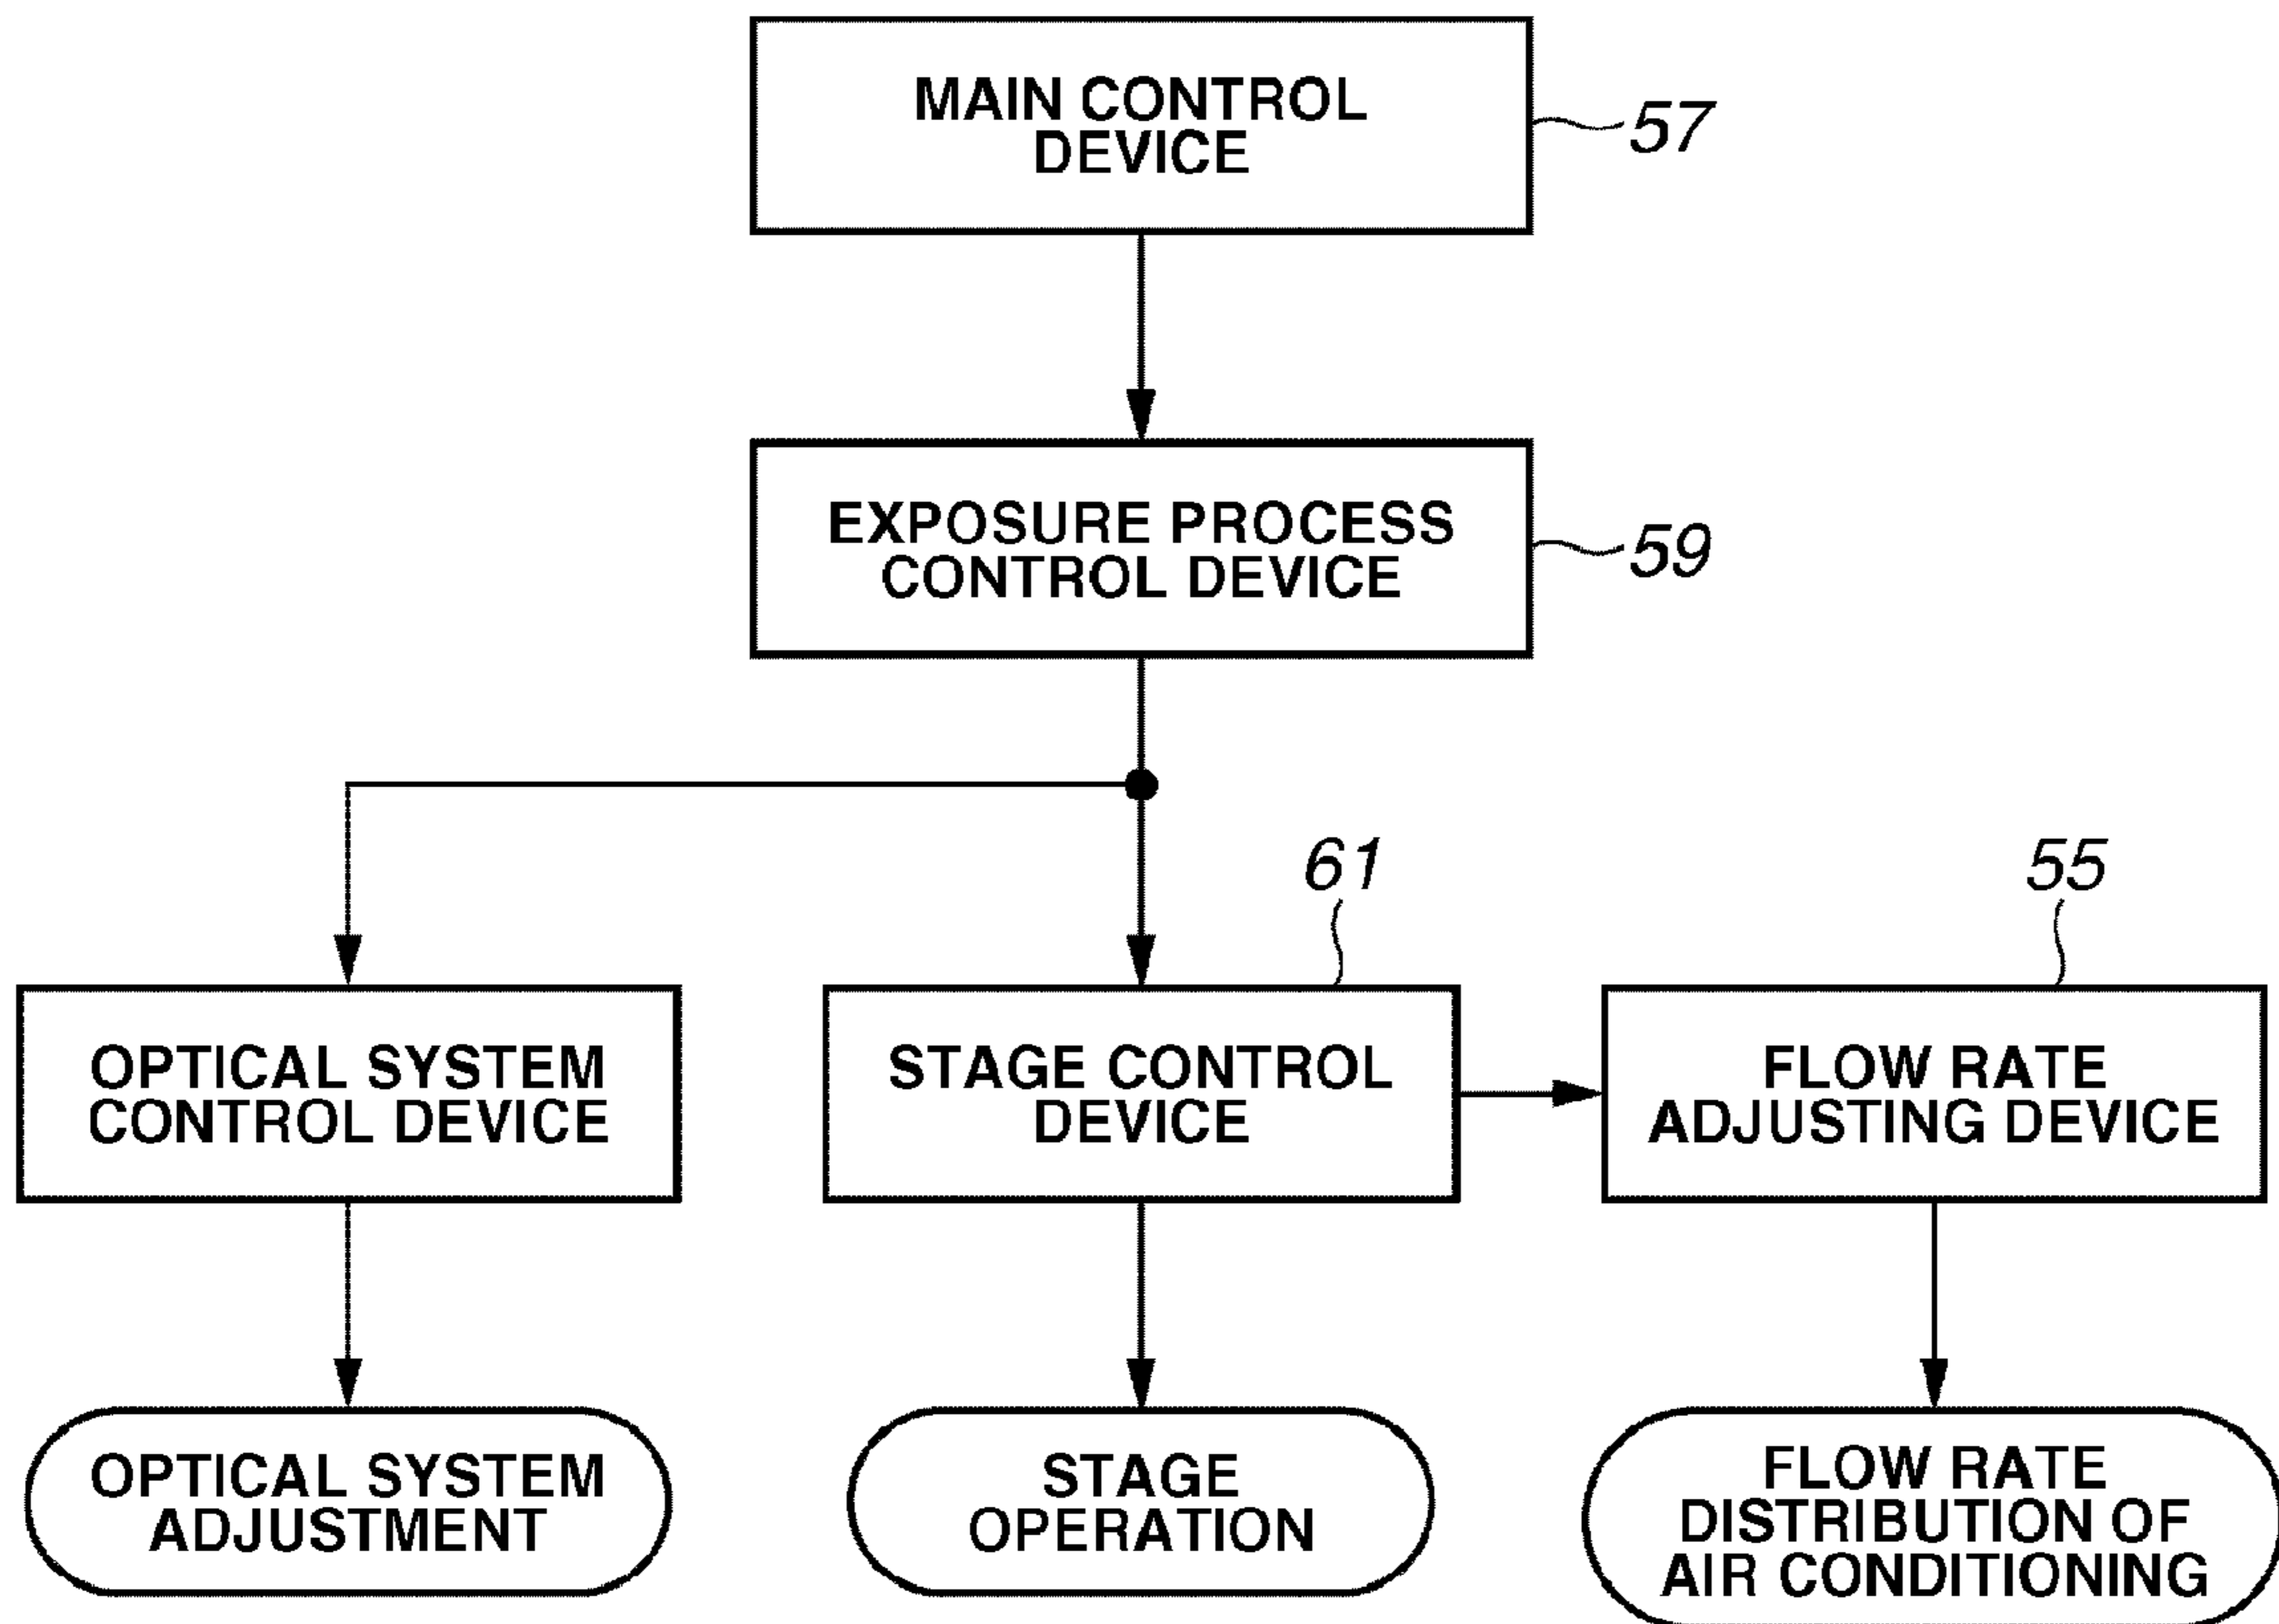 MAIN CONTROL
DEVICE
57
EXPOSURE PROCESS
CONTROL DEVICE
59
61
55
OPTICAL SYSTEM
CONTROL DEVICE
STAGE CONTROL
DEVICE
FLOW RATE
ADJUSTING DEVICE
OPTICAL SYSTEM
ADJUSTMENT
STAGE
OPERATION
FLOW RATE
DISTRIBUTION OF
AIR CONDITIONING